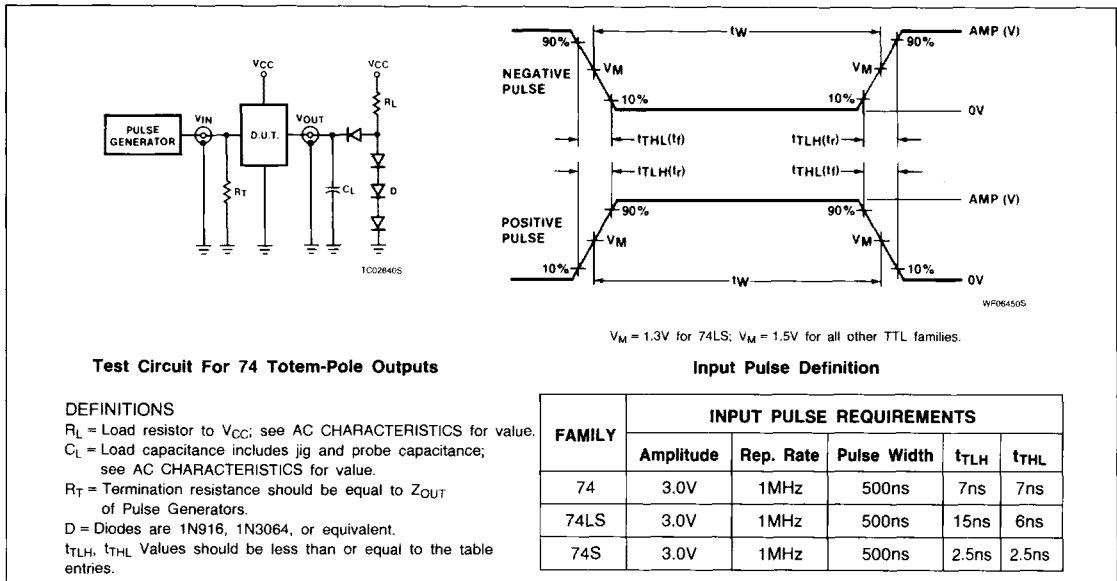 VCC
VCC
RL
PULSE GENERATOR
VIN
D.U.T.
VOUT
RT
CL
D
TC02840S
90%
tW
90%
AMP (V)
NEGATIVE PULSE
VM
VM
10%
10%
0V
tTHL(tf)
tTLH(tr)
tTLH(tr)
tTHL(tf)
AMP (V)
90%
90%
POSITIVE PULSE
VM
VM
10%
10%
tW
0V
WF06450S
VM = 1.3V for 74LS; VM = 1.5V for all other TTL families.
Test Circuit For 74 Totem-Pole Outputs
Input Pulse Definition
DEFINITIONS
RL = Load resistor to VCC; see AC CHARACTERISTICS for value.
CL = Load capacitance includes jig and probe capacitance;
see AC CHARACTERISTICS for value.
RT = Termination resistance should be equal to ZOUT
of Pulse Generators.
D = Diodes are 1N916, 1N3064, or equivalent.
tTLH, tTHL Values should be less than or equal to the table
entries.
FAMILY
INPUT PULSE REQUIREMENTS
Amplitude Rep. Rate Pulse Width tTLH tTHL
74 3.0V 1MHz 500ns 7ns 7ns
74LS 3.0V 1MHz 500ns 15ns 6ns
74S 3.0V 1MHz 500ns 2.5ns 2.5ns